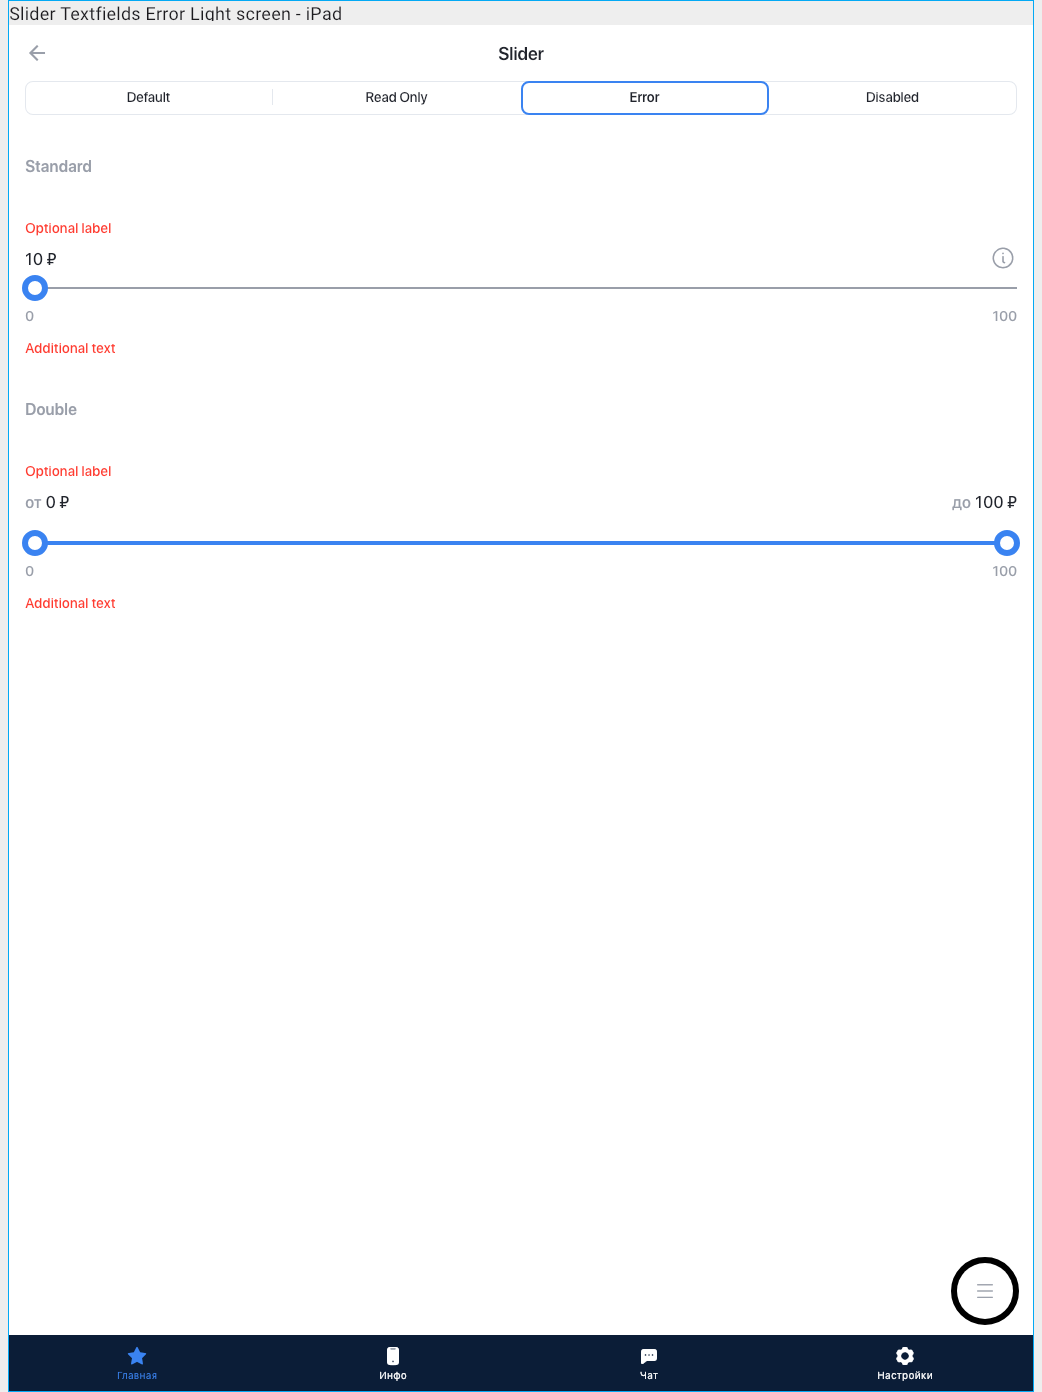 Slider Textfields Error Light screen - iPad
Slider
Default Read Only Error Disabled
Standard
Optional label
10 ₽
0 100
Additional text
Double
Optional label
от 0 ₽ до 100 ₽
0 100
Additional text
Главная Инфо Чат Настройки